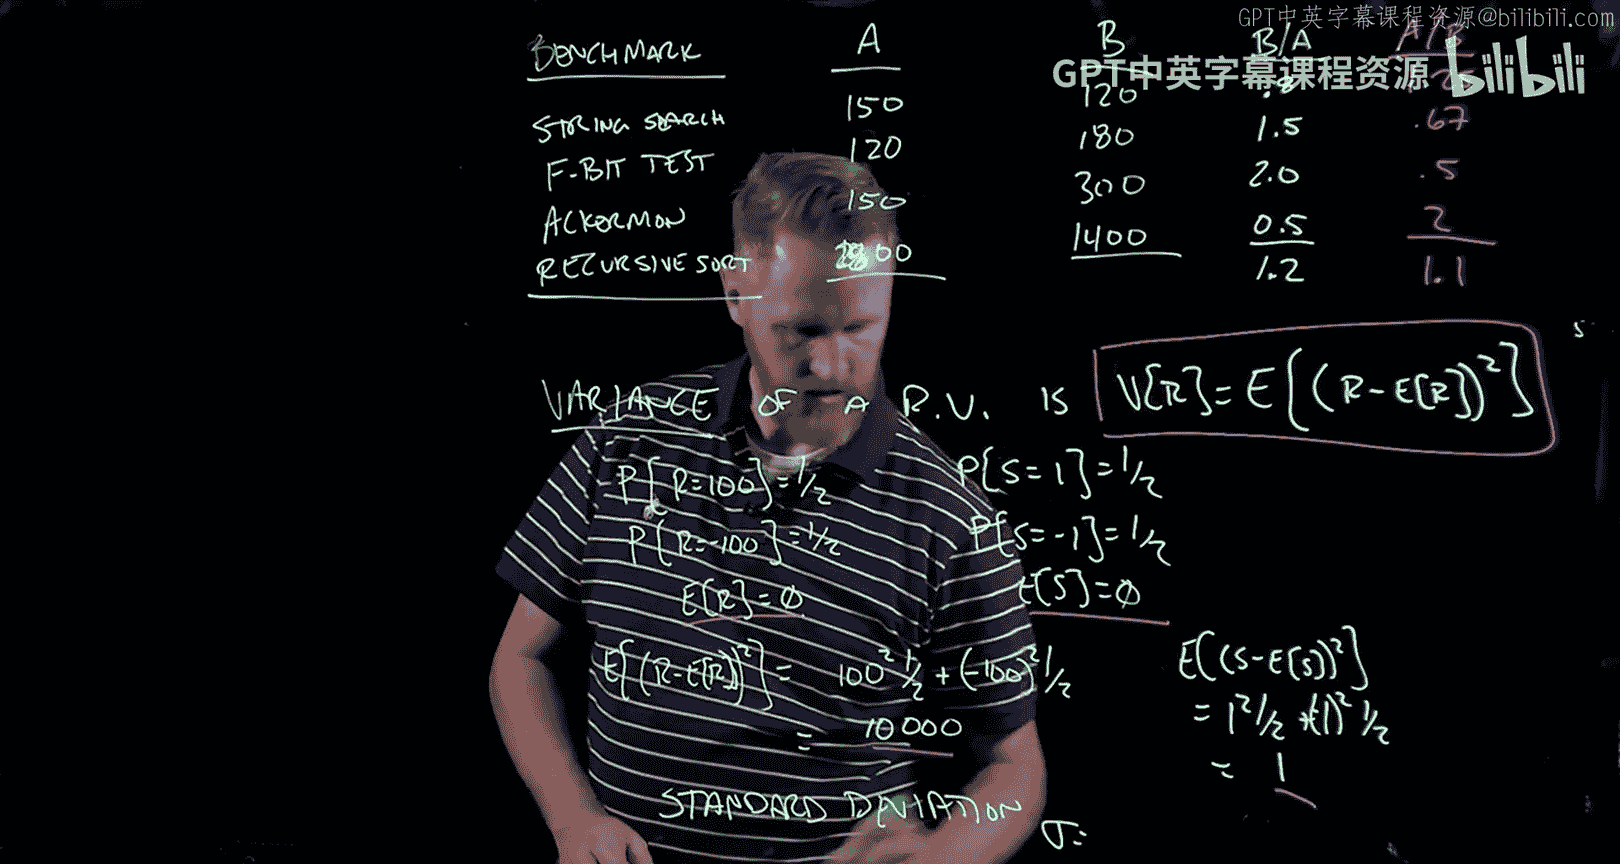 GPT中英字幕课程资源@bilibili.com
GPT中英字幕课程资源 bilibili
BENCHMARK A B B/A A/B
STRING SEARCH 150 120 .8
F-BIT TEST 120 180 1.5 .67
ACKERMON 150 300 2.0 .5
RECURSIVE SORT 2800 1400 0.5 2
1.2 1.1
VARIANCE OF A R.V. IS V[R]=E[(R-E[R])²]
P[R=100]=1/2 P[S=1]=1/2
P[R=-100]=1/2 P[S=-1]=1/2
E[R]=0 E[S]=0
E[(R-E[R])²]= 100² 1/2 + (-100)² 1/2
= 10000
E[(S-E[S])²]
= 1² 1/2 + (-1)² 1/2
= 1
STANDARD DEVIATION σ: